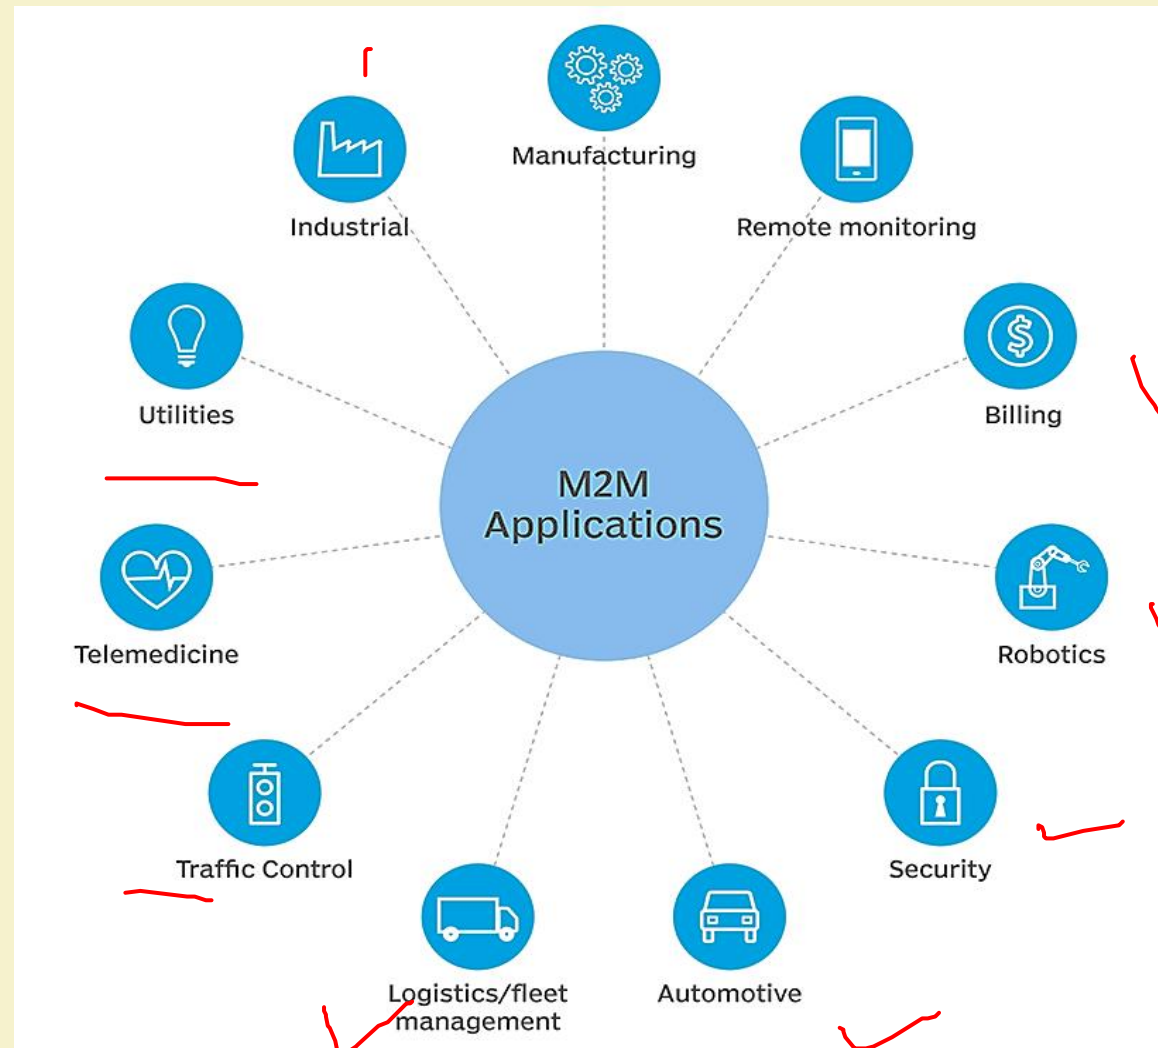 Manufacturing
Industrial
Remote monitoring
Utilities
$
Billing
M2M
Applications
Telemedicine
Robotics
Traffic Control
Security
Logistics/fleet
management
Automotive